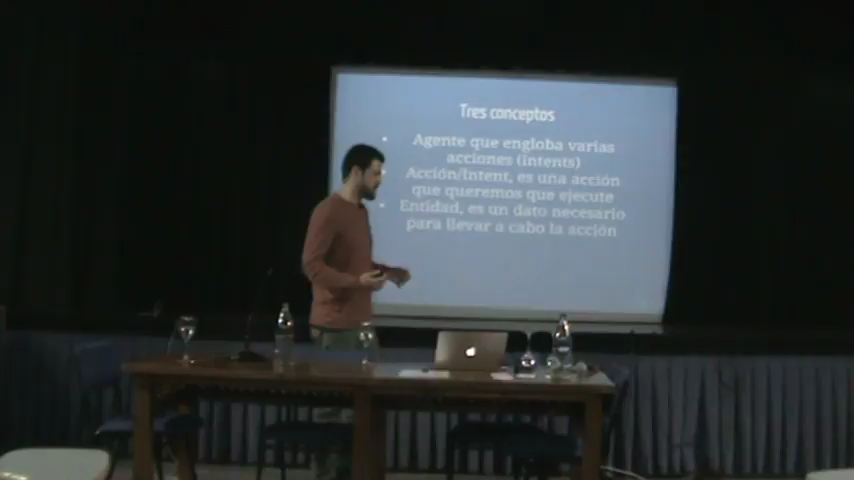 Tres conceptos
Agente que engloba varias
acciones (Intents)
Acción/Intent, es una acción
que queremos que ejecute
Entidad, es un dato necesario
para llevar a cabo la acción